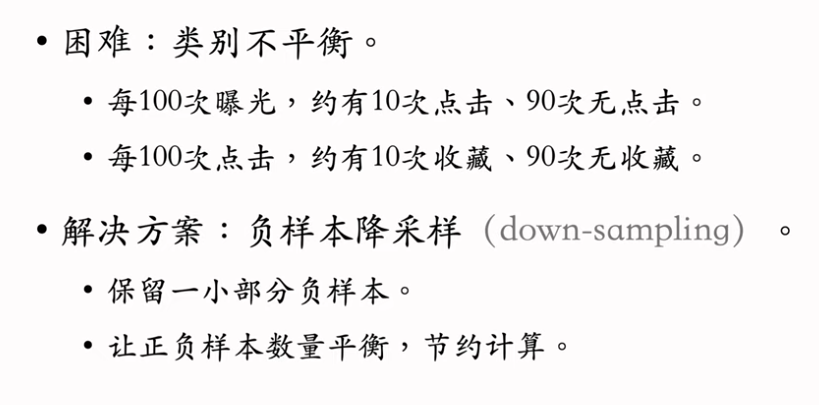 • 困难：类别不平衡。
• 每100次曝光，约有10次点击、90次无点击。
• 每100次点击，约有10次收藏、90次无收藏。
• 解决方案：负样本降采样（down-sampling）。
• 保留一小部分负样本。
• 让正负样本数量平衡，节约计算。